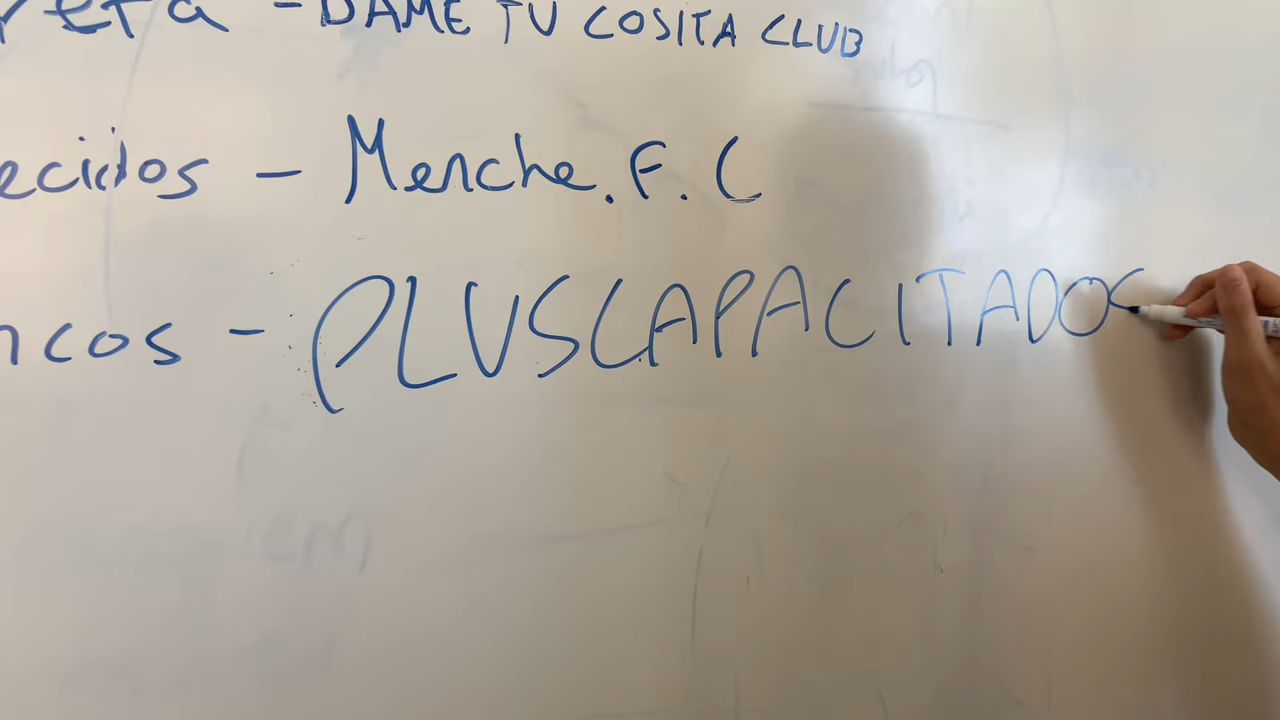 - DAME TU COSITA CLUB
ecidos - Menche. F. C
ncos - PLUSCAPACITADOS